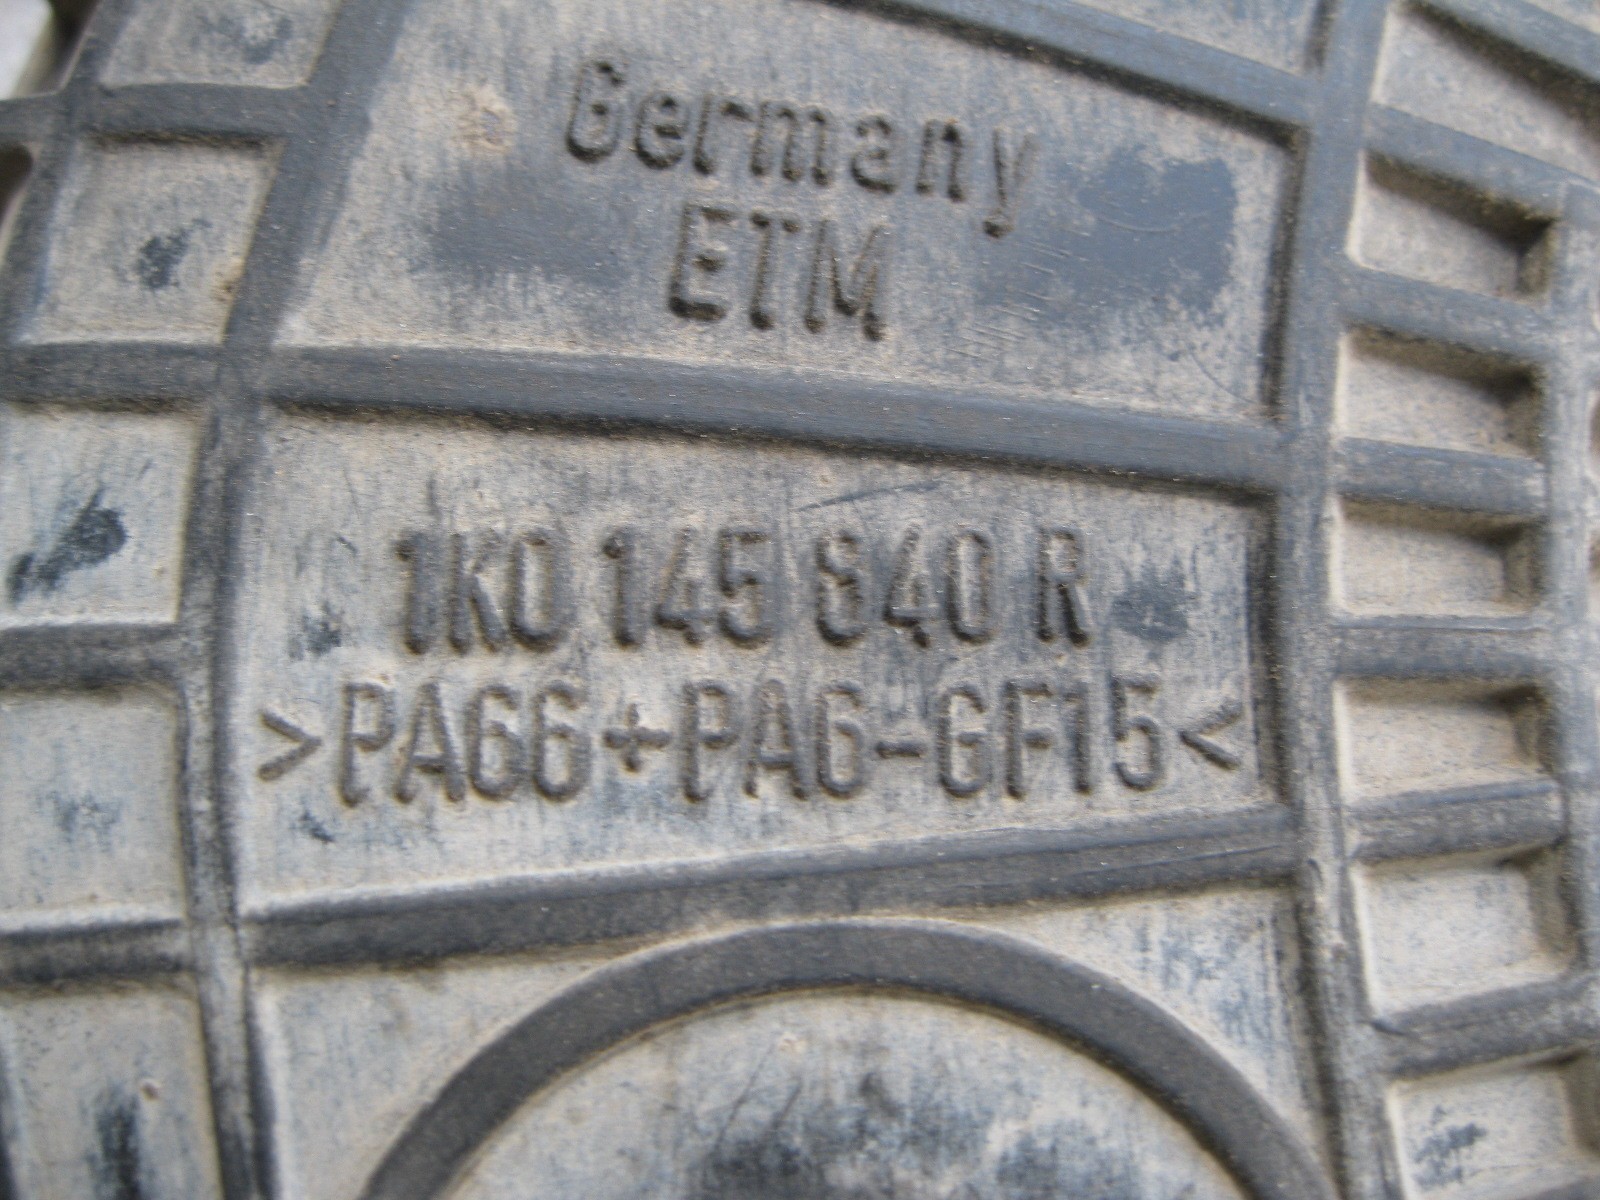 Germany
ETM
1K0 145 840 R
>PA66+PA6-GF15<